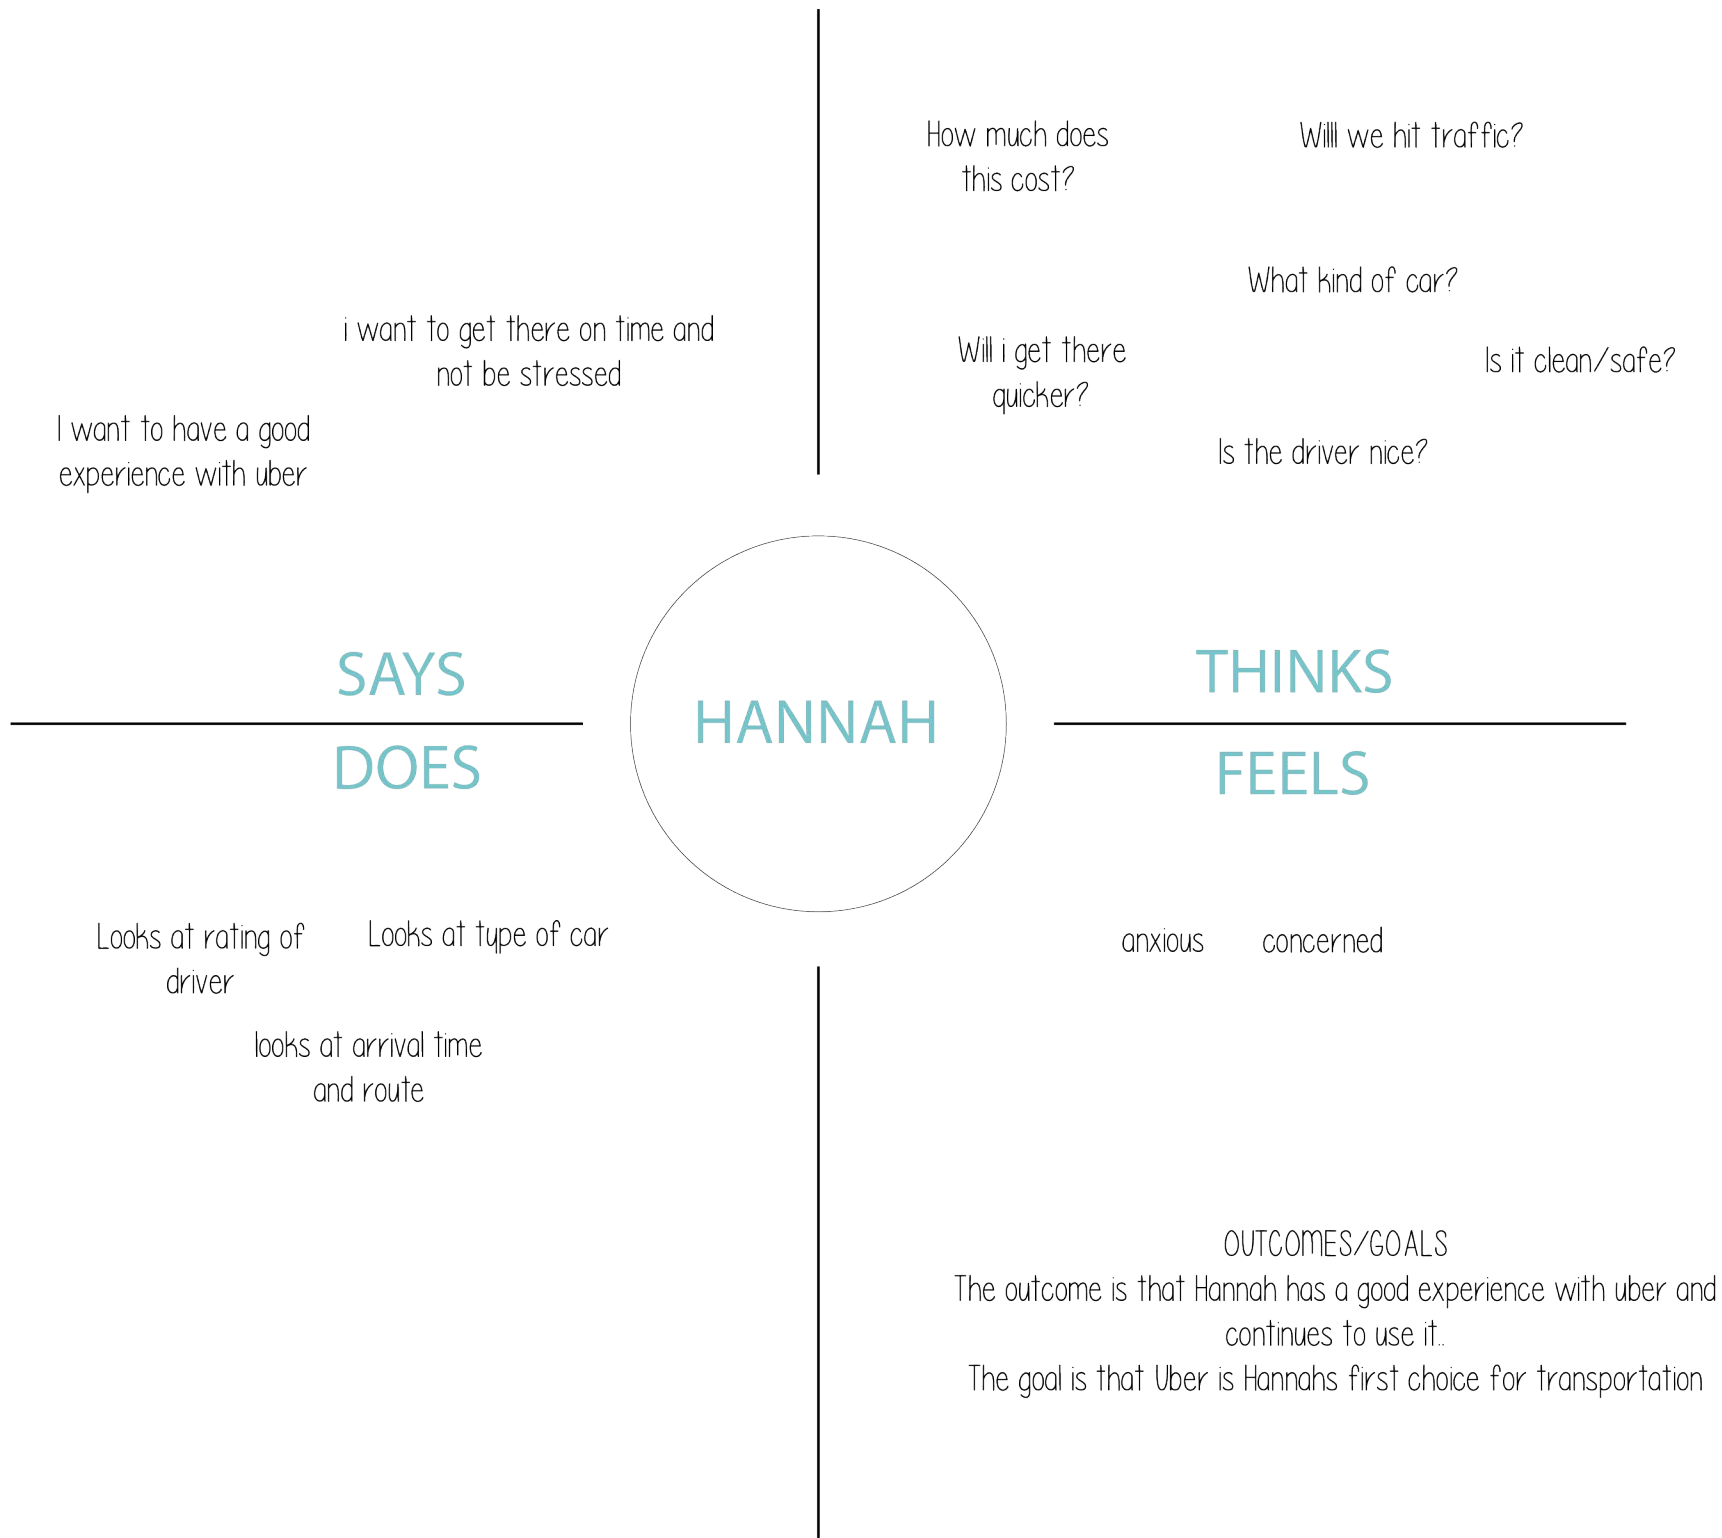 i want to get there on time and
not be stressed
I want to have a good
experience with uber
SAYS
How much does
this cost?
Willl we hit traffic?
What kind of car?
Will i get there
quicker?
Is it clean/safe?
Is the driver nice?
THINKS
HANNAH
DOES
Looks at rating of
driver
Looks at type of car
looks at arrival time
and route
FEELS
anxious
concerned
OUTCOMES/GOALS
The outcome is that Hannah has a good experience with uber and
continues to use it..
The goal is that Uber is Hannahs first choice for transportation